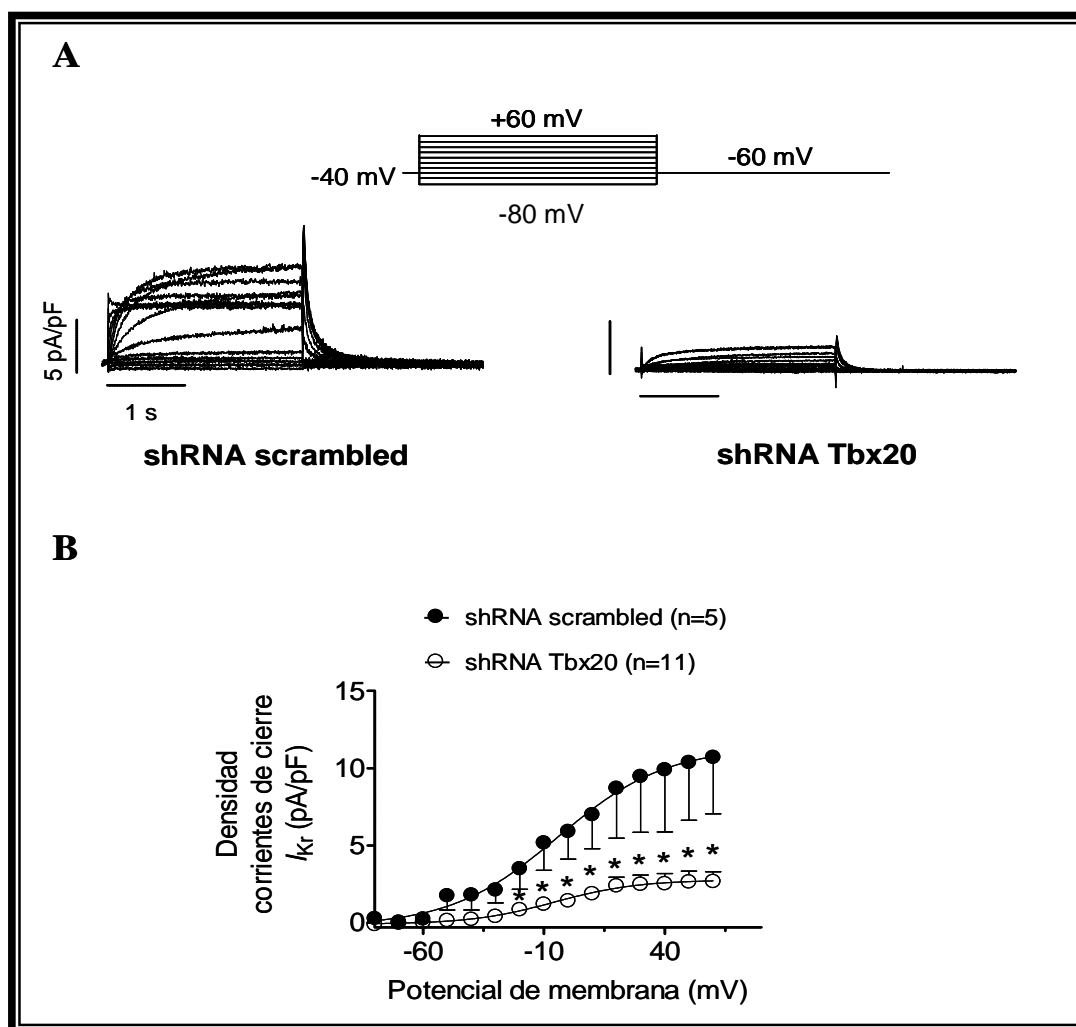 A
+60 mV
-40 mV
-60 mV
-80 mV
5 pA/pF
1 s
shRNA scrambled
shRNA Tbx20
B
shRNA scrambled (n=5)
shRNA Tbx20 (n=11)
Densidad
corrientes de cierre
IKr (pA/pF)
15
10
5
0
* * * * * * * * *
-60
-10
40
Potencial de membrana (mV)